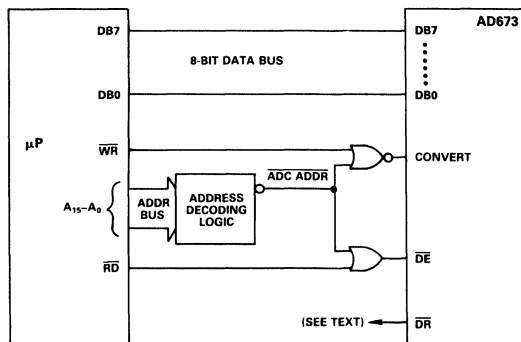 AD673
DB7
DB7
8-BIT DATA BUS
DB0
DB0
µP
WR
ADC ADDR
CONVERT
A15–A0
ADDR
BUS
ADDRESS
DECODING
LOGIC
RD
DE
(SEE TEXT)
DR